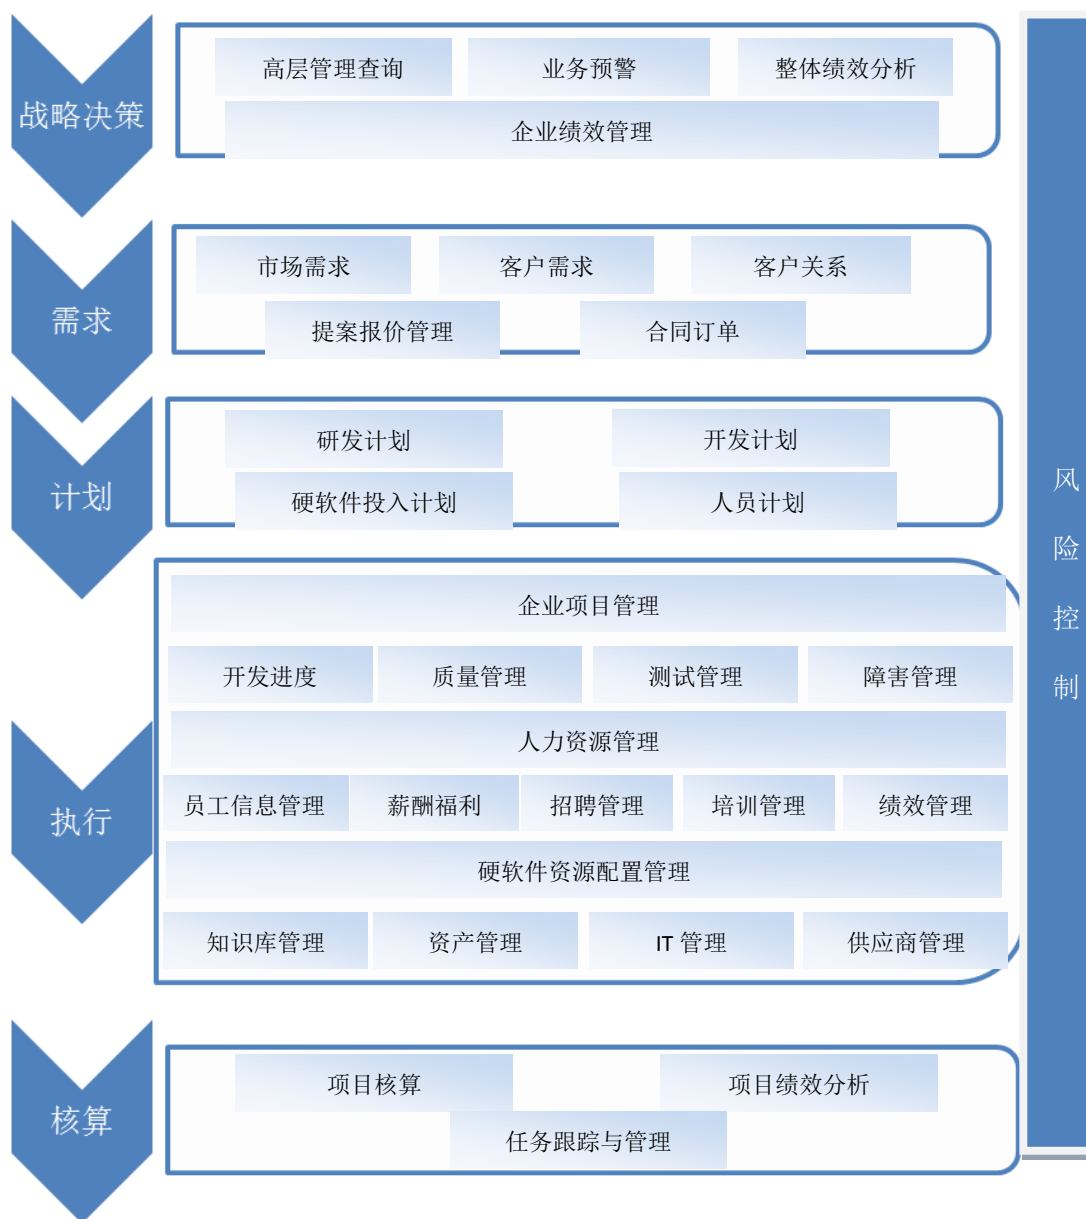 战略决策
高层管理查询
业务预警
整体绩效分析
企业绩效管理
需求
市场需求
客户需求
客户关系
提案报价管理
合同订单
计划
研发计划
开发计划
硬软件投入计划
人员计划
执行
企业项目管理
开发进度
质量管理
测试管理
障害管理
人力资源管理
员工信息管理
薪酬福利
招聘管理
培训管理
绩效管理
硬软件资源配置管理
知识库管理
资产管理
IT 管理
供应商管理
核算
项目核算
项目绩效分析
任务跟踪与管理
风
险
控
制